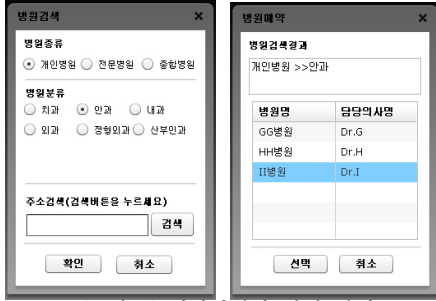 병원검색
병원종류
개인병원 전문병원 종합병원
병원분류
치과 안과 내과
외과 정형외과 산부인과
주소검색(검색버튼을 누르세요)
검색
확인 취소
병원예약
병원검색결과
개인병원 >>안과
병원명 담당의사명
GG병원 Dr.G
HH병원 Dr.H
II병원 Dr.I
선택 취소